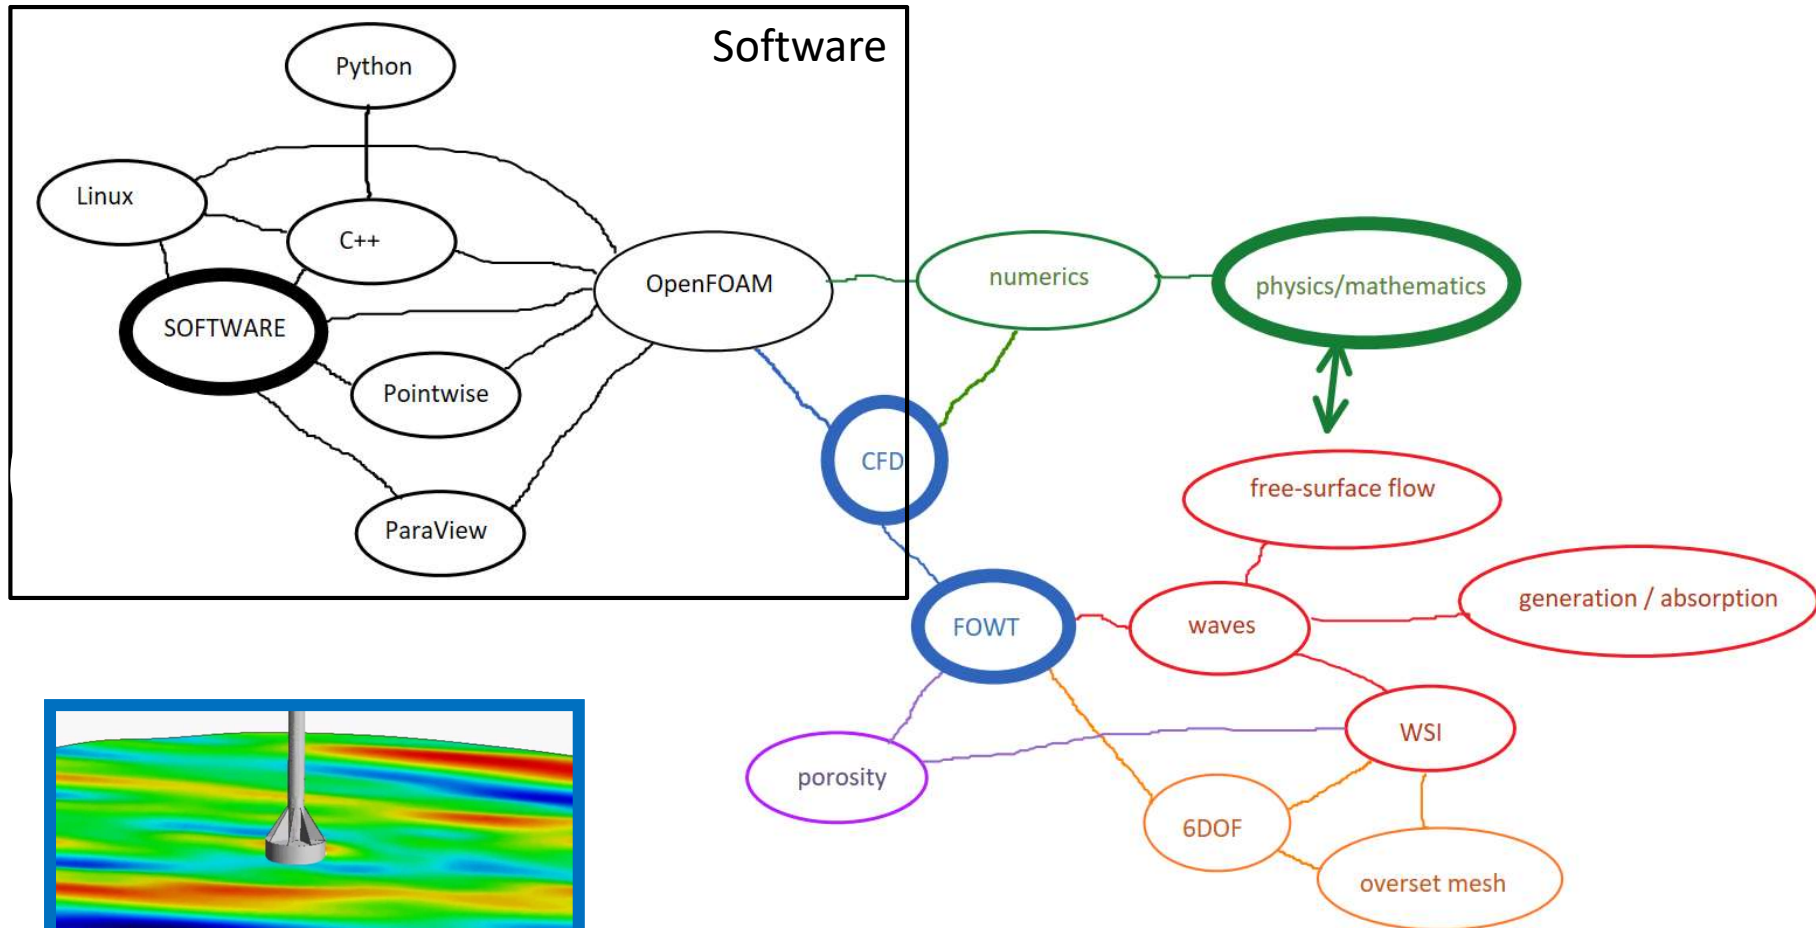 Software
Python
Linux
C++
OpenFOAM
numerics
physics/mathematics
SOFTWARE
Pointwise
CFD
free-surface flow
ParaView
generation / absorption
FOWT
waves
WSI
porosity
6DOF
overset mesh